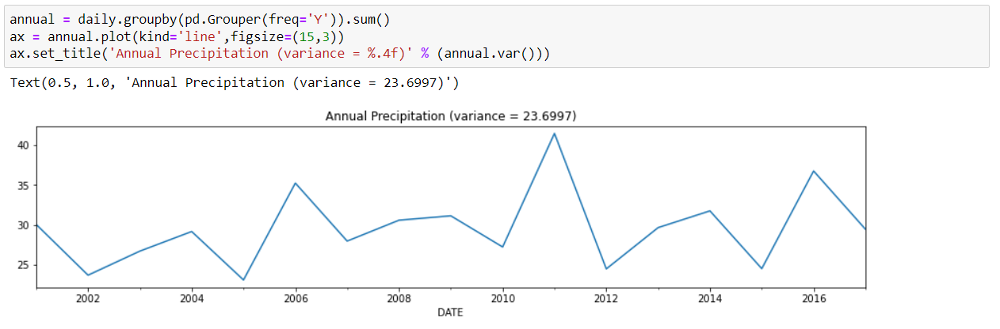 annual = daily.groupby(pd.Grouper(freq='Y')).sum()
ax = annual.plot(kind='line',figsize=(15,3))
ax.set_title('Annual Precipitation (variance = %.4f)' % (annual.var()))
Text(0.5, 1.0, 'Annual Precipitation (variance = 23.6997)')
Annual Precipitation (variance = 23.6997)
40
35
30
25
2002 2004 2006 2008 2010 2012 2014 2016
DATE